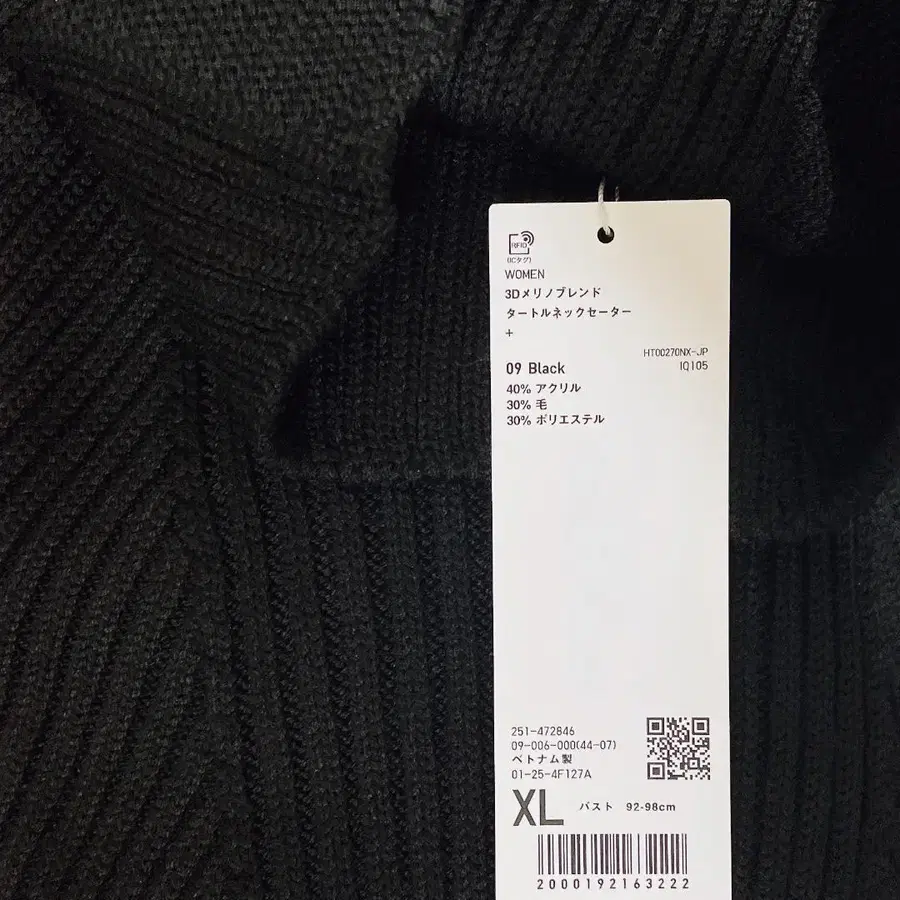 RFID
(ICタグ)
WOMEN
3Dメリノブレンド
タートルネックセーター
+
HT00270NX-JP
09 Black
IQ105
40% アクリル
30% 毛
30% ポリエステル
251-472846
09-006-000(44-07)
ベトナム製
01-25-4F127A
XL バスト 92-98cm
2000192163222